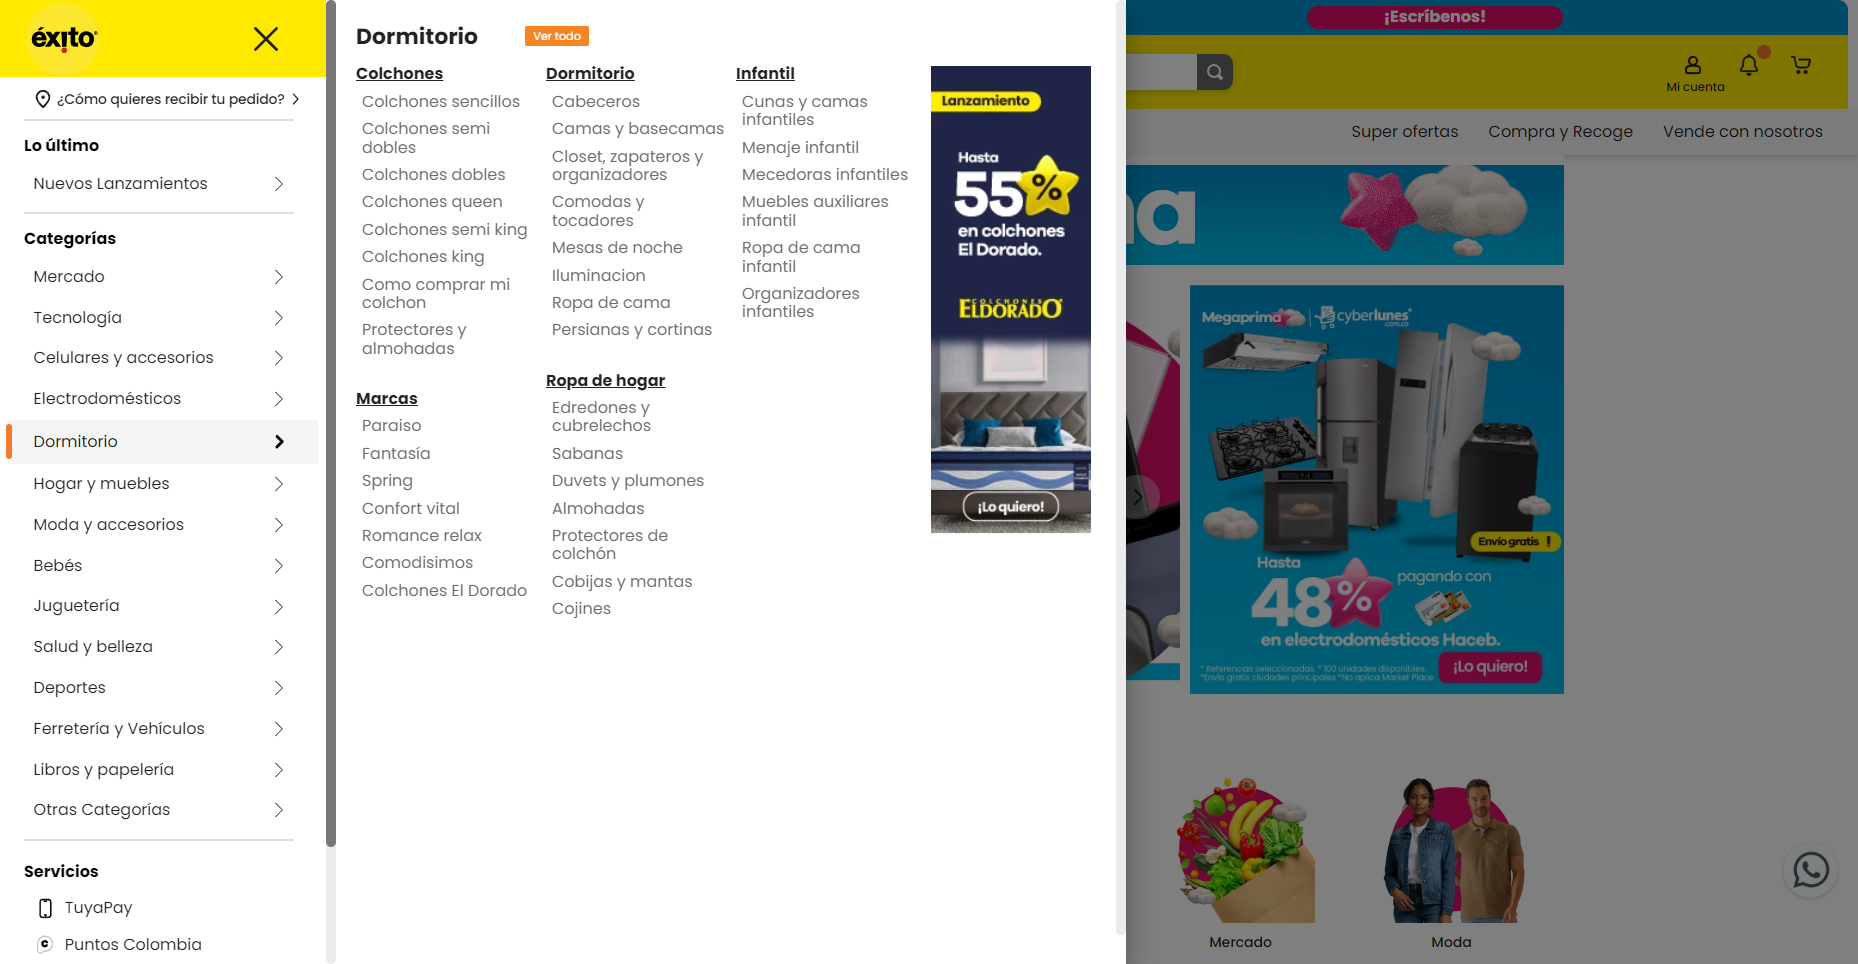 éxito
¿Cómo quieres recibir tu pedido?
Lo último
Nuevos Lanzamientos
Categorías
Mercado
Tecnología
Celulares y accesorios
Electrodomésticos
Dormitorio
Hogar y muebles
Moda y accesorios
Bebés
Juguetería
Salud y belleza
Deportes
Ferretería y Vehículos
Libros y papelería
Otras Categorías
Servicios
TuyaPay
Puntos Colombia
Dormitorio
Ver todo
Colchones
Colchones sencillos
Colchones semi
dobles
Colchones dobles
Colchones queen
Colchones semi king
Colchones king
Como comprar mi
colchon
Protectores y
almohadas
Marcas
Paraiso
Fantasía
Spring
Confort vital
Romance relax
Comodisimos
Colchones El Dorado
Dormitorio
Cabeceros
Camas y basecamas
Closet, zapateros y
organizadores
Comodas y
tocadores
Mesas de noche
Iluminacion
Ropa de cama
Persianas y cortinas
Ropa de hogar
Edredones y
cubrelechos
Sabanas
Duvets y plumones
Almohadas
Protectores de
colchón
Cobijas y mantas
Cojines
Infantil
Cunas y camas
infantiles
Menaje infantil
Mecedoras infantiles
Muebles auxiliares
infantil
Ropa de cama
infantil
Organizadores
infantiles
Lanzamiento
Hasta
55%
en colchones
El Dorado.
COLCHONES
ELDORADO
¡Lo quiero!
¡Escríbenos!
Mi cuenta
Super ofertas
Compra y Recoge
Vende con nosotros
na
Megaprima
cyberlunes
.com.co
Envío gratis !
Hasta
48%
pagando con
en electrodomésticos Haceb.
* Referencias seleccionadas. * 100 unidades disponibles.
*Envío gratis ciudades principales *No aplica Market Place
¡Lo quiero!
Mercado
Moda